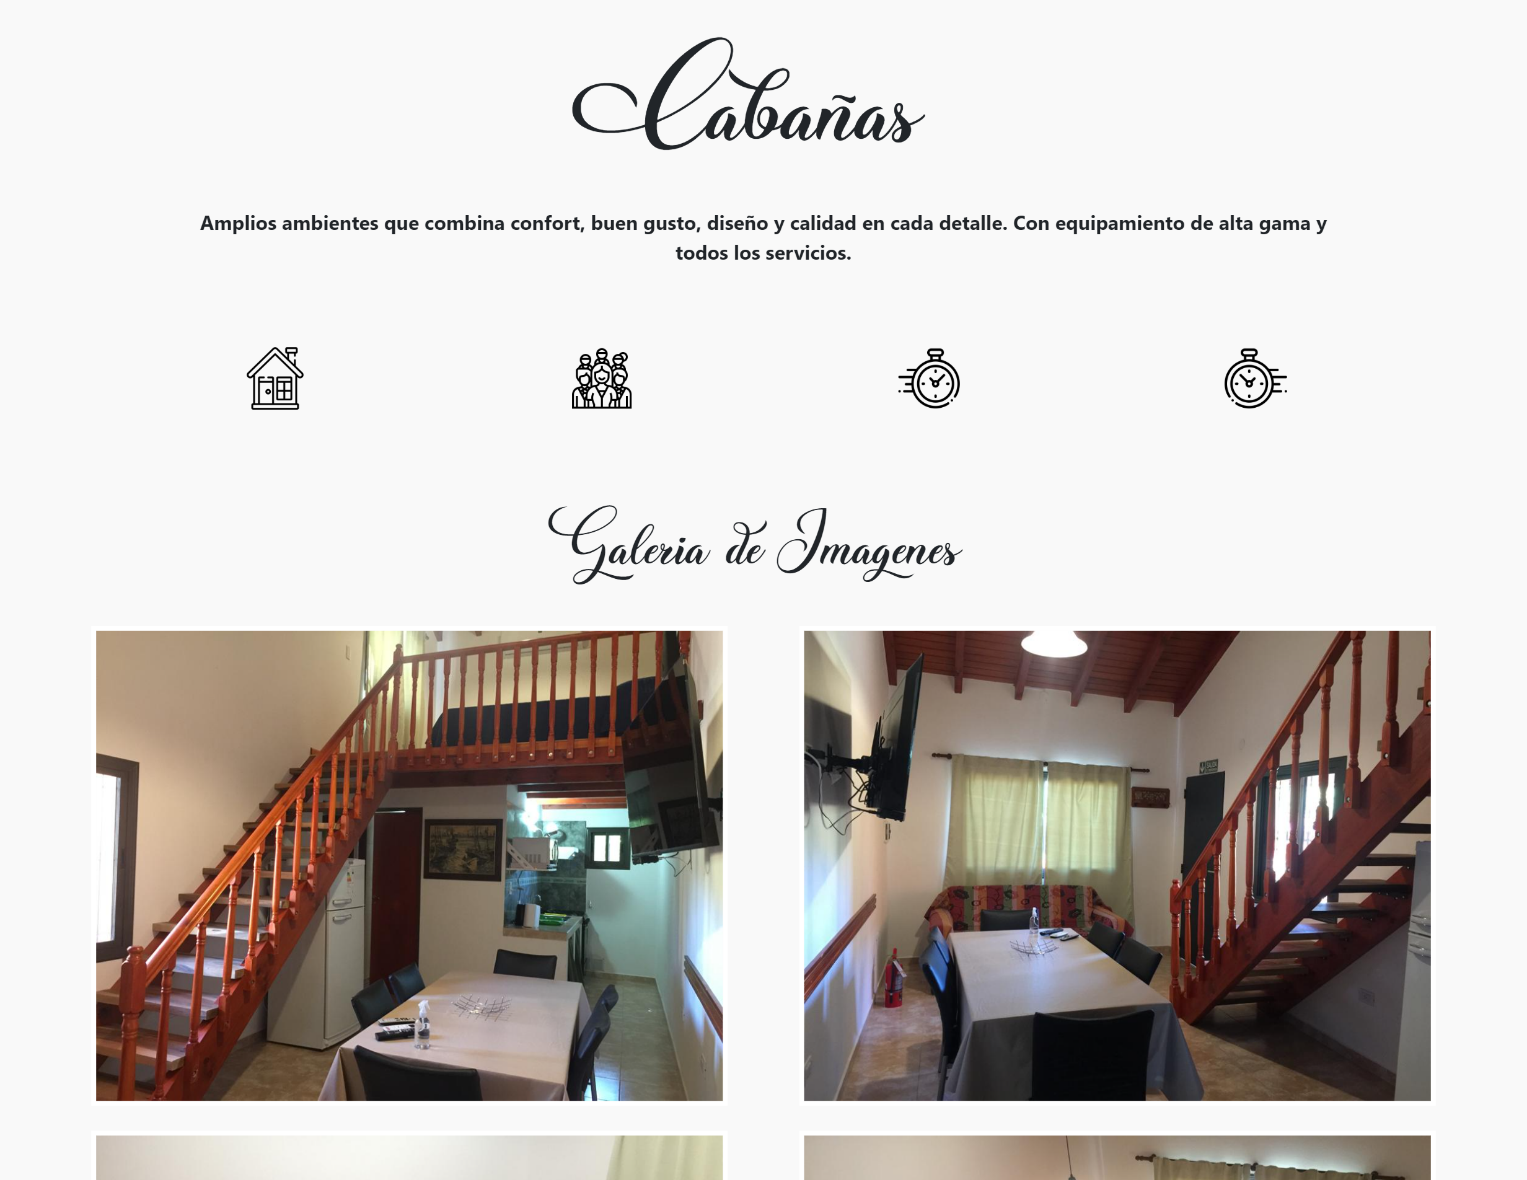 Cabañas
Amplios ambientes que combina confort, buen gusto, diseño y calidad en cada detalle. Con equipamiento de alta gama y
todos los servicios.
Galeria de Imagenes